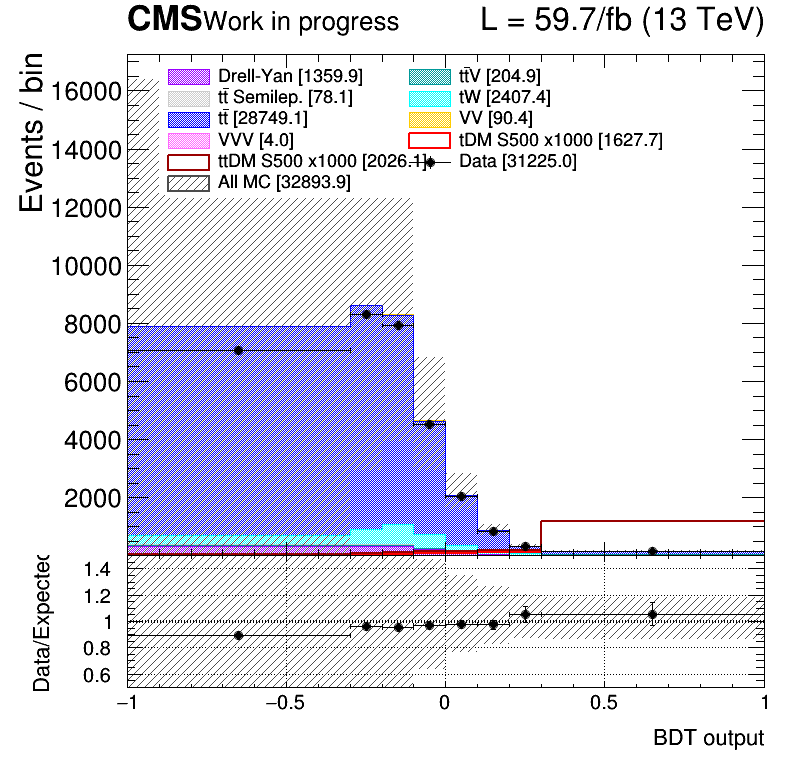 CMS Work in progress L = 59.7/fb (13 TeV)
Events / bin
Drell-Yan [1359.9] tt̄V [204.9]
tt̄ Semilep. [78.1] tW [2407.4]
tt̄ [28749.1] VV [90.4]
VVV [4.0] tDM S500 x1000 [1627.7]
ttDM S500 x1000 [2026.1] Data [31225.0]
All MC [32893.9]
16000
14000
12000
10000
8000
6000
4000
2000
Data/Expected
1.4
1.2
1
0.8
0.6
−1 −0.5 0 0.5 1
BDT output